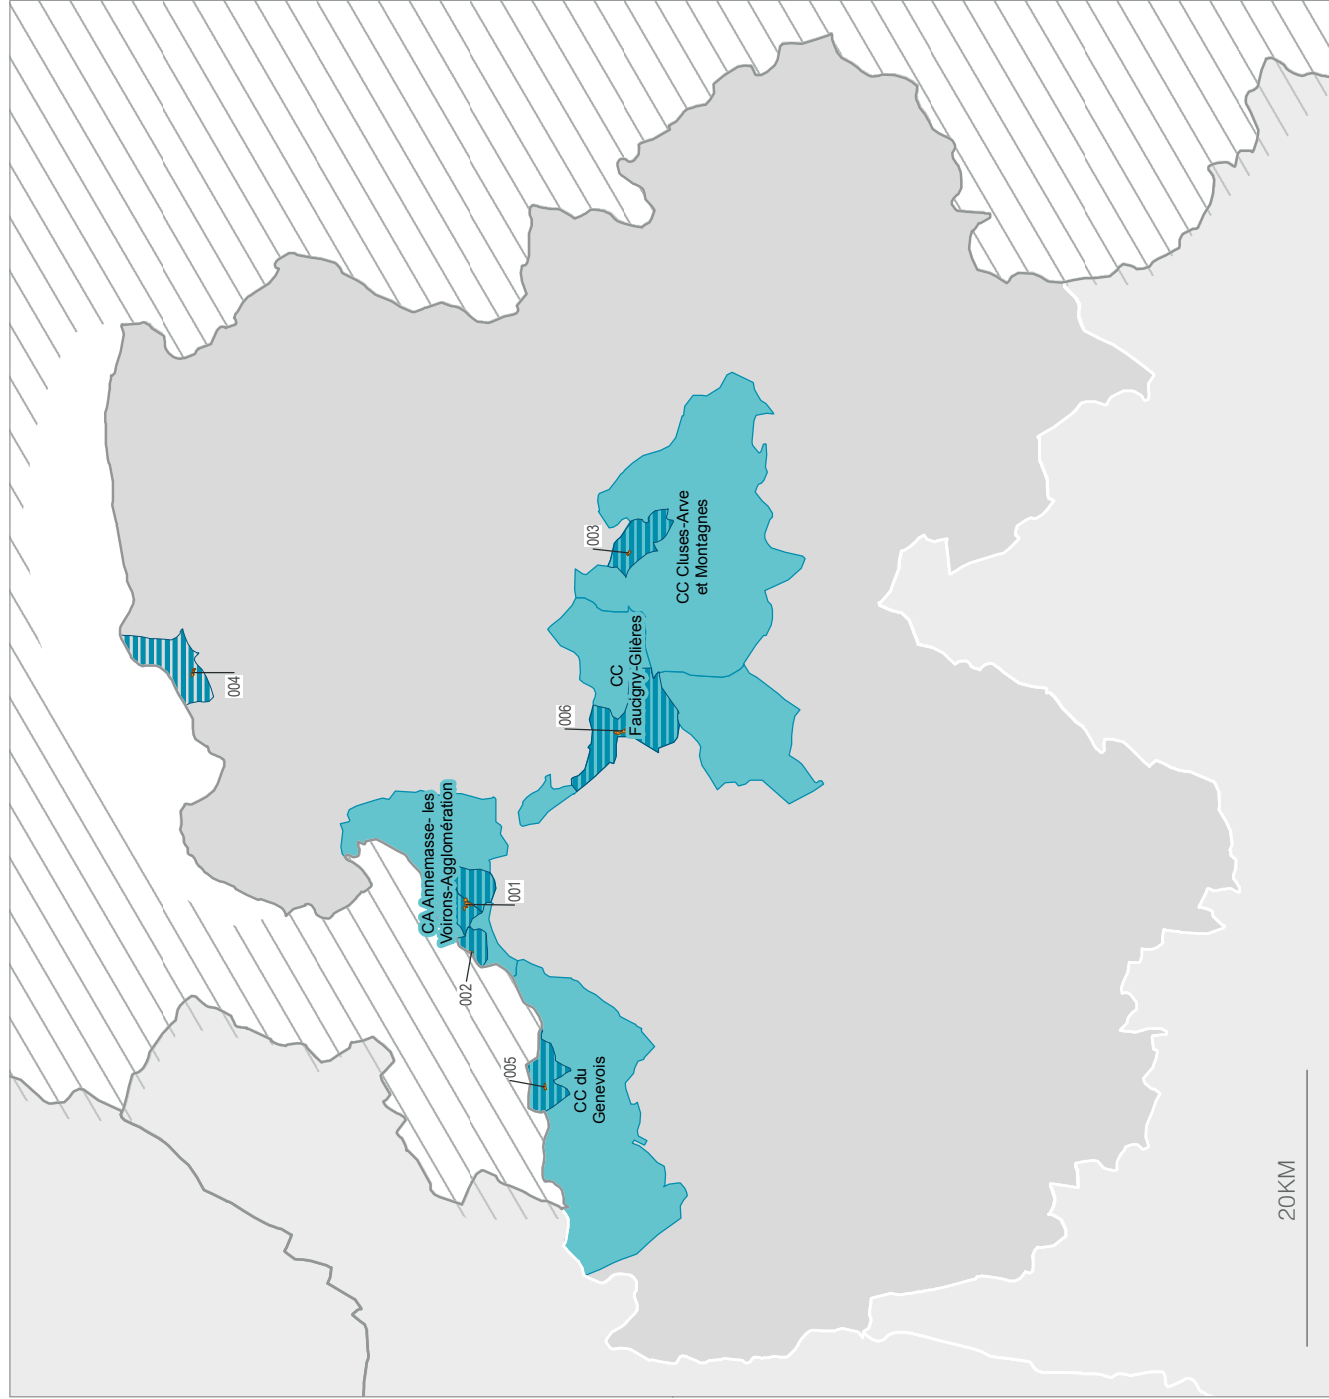 004
CA Annemasse- les
Voirons-Agglomération
001
002
005
CC du
Genevois
006
CC
Faucigny-Glières
003
CC Cluses-Arve
et Montagnes
20KM